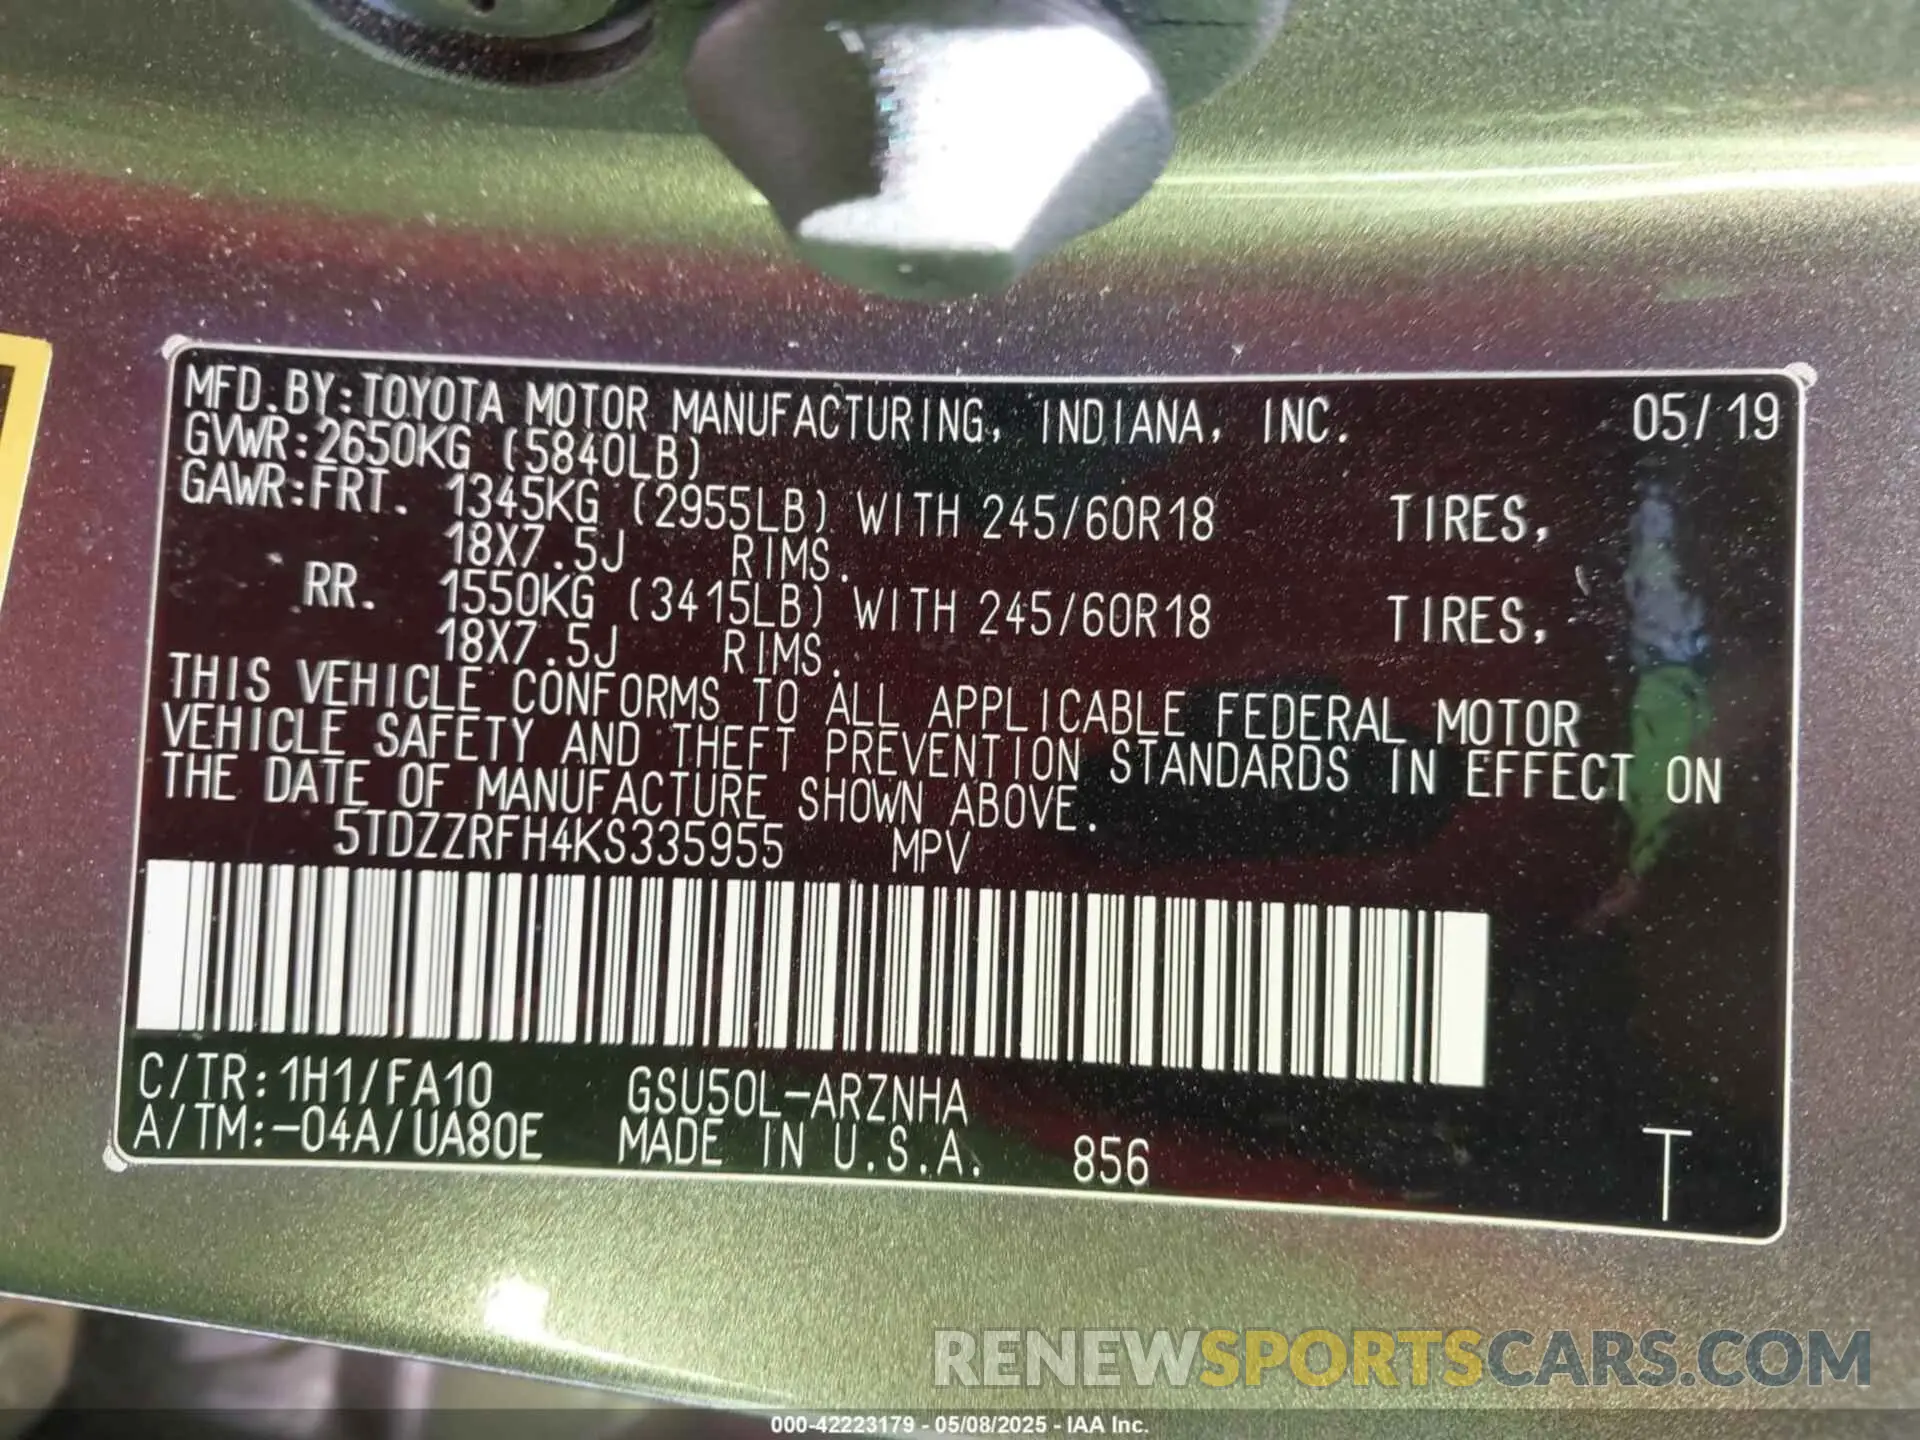 MFD.BY:TOYOTA MOTOR MANUFACTURING, INDIANA, INC. 05/19
GVWR:2650KG (5840LB)
GAWR:FRT. 1345KG (2955LB) WITH 245/60R18 TIRES,
18X7.5J RIMS.
RR. 1550KG (3415LB) WITH 245/60R18 TIRES,
18X7.5J RIMS.
THIS VEHICLE CONFORMS TO ALL APPLICABLE FEDERAL MOTOR
VEHICLE SAFETY AND THEFT PREVENTION STANDARDS IN EFFECT ON
THE DATE OF MANUFACTURE SHOWN ABOVE.
5TDZZRFH4KS335955 MPV
C/TR:1H1/FA10 GSU50L-ARZNHA
A/TM:-04A/UA80E MADE IN U.S.A. 856 T
RENEWSPORTSCARS.COM
000-42223179 - 05/08/2025 - IAA Inc.